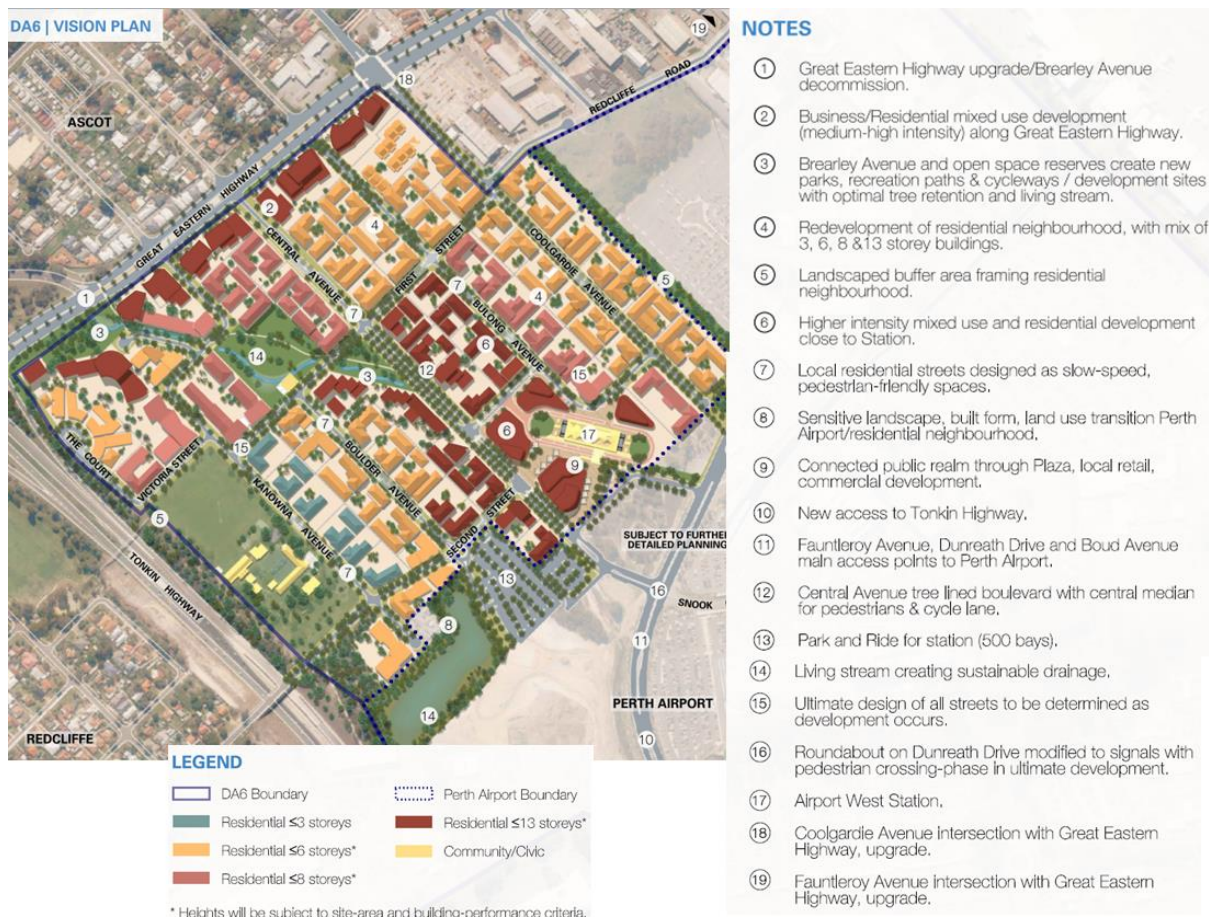 DA6 | VISION PLAN
19
18
ASCOT
REDCLIFFE ROAD
GREAT EASTERN HIGHWAY
2
4
COOLGARDIE AVENUE
CENTRAL AVENUE
FIRST STREET
5
1
7
7
4
BULONG AVENUE
3
14
6
12
3
15
THE COURT
VICTORIA STREET
15
7
BOULDER AVENUE
6
17
9
KANOWNA AVENUE
SECOND STREET
5
SUBJECT TO FURTHER
DETAILED PLANNING
TONKIN HIGHWAY
7
13
16
SNOOK
8
11
PERTH AIRPORT
14
10
REDCLIFFE
LEGEND
DA6 Boundary
Perth Airport Boundary
Residential ≤3 storeys
Residential ≤13 storeys*
Residential ≤6 storeys*
Community/Civic
Residential ≤8 storeys*
* Heights will be subject to site-area and building-performance criteria.
NOTES
1 Great Eastern Highway upgrade/Brearley Avenue
decommission.
2 Business/Residential mixed use development
(medium-high intensity) along Great Eastern Highway.
3 Brearley Avenue and open space reserves create new
parks, recreation paths & cycleways / development sites
with optimal tree retention and living stream.
4 Redevelopment of residential neighbourhood, with mix of
3, 6, 8 &13 storey buildings.
5 Landscaped buffer area framing residential
neighbourhood.
6 Higher intensity mixed use and residential development
close to Station.
7 Local residential streets designed as slow-speed,
pedestrian-friendly spaces.
8 Sensitive landscape, built form, land use transition Perth
Airport/residential neighbourhood.
9 Connected public realm through Plaza, local retail,
commercial development.
10 New access to Tonkin Highway.
11 Fauntleroy Avenue, Dunreath Drive and Boud Avenue
main access points to Perth Airport.
12 Central Avenue tree lined boulevard with central median
for pedestrians & cycle lane.
13 Park and Ride for station (500 bays).
14 Living stream creating sustainable drainage.
15 Ultimate design of all streets to be determined as
development occurs.
16 Roundabout on Dunreath Drive modified to signals with
pedestrian crossing-phase in ultimate development.
17 Airport West Station.
18 Coolgardie Avenue intersection with Great Eastern
Highway, upgrade.
19 Fauntleroy Avenue intersection with Great Eastern
Highway, upgrade.